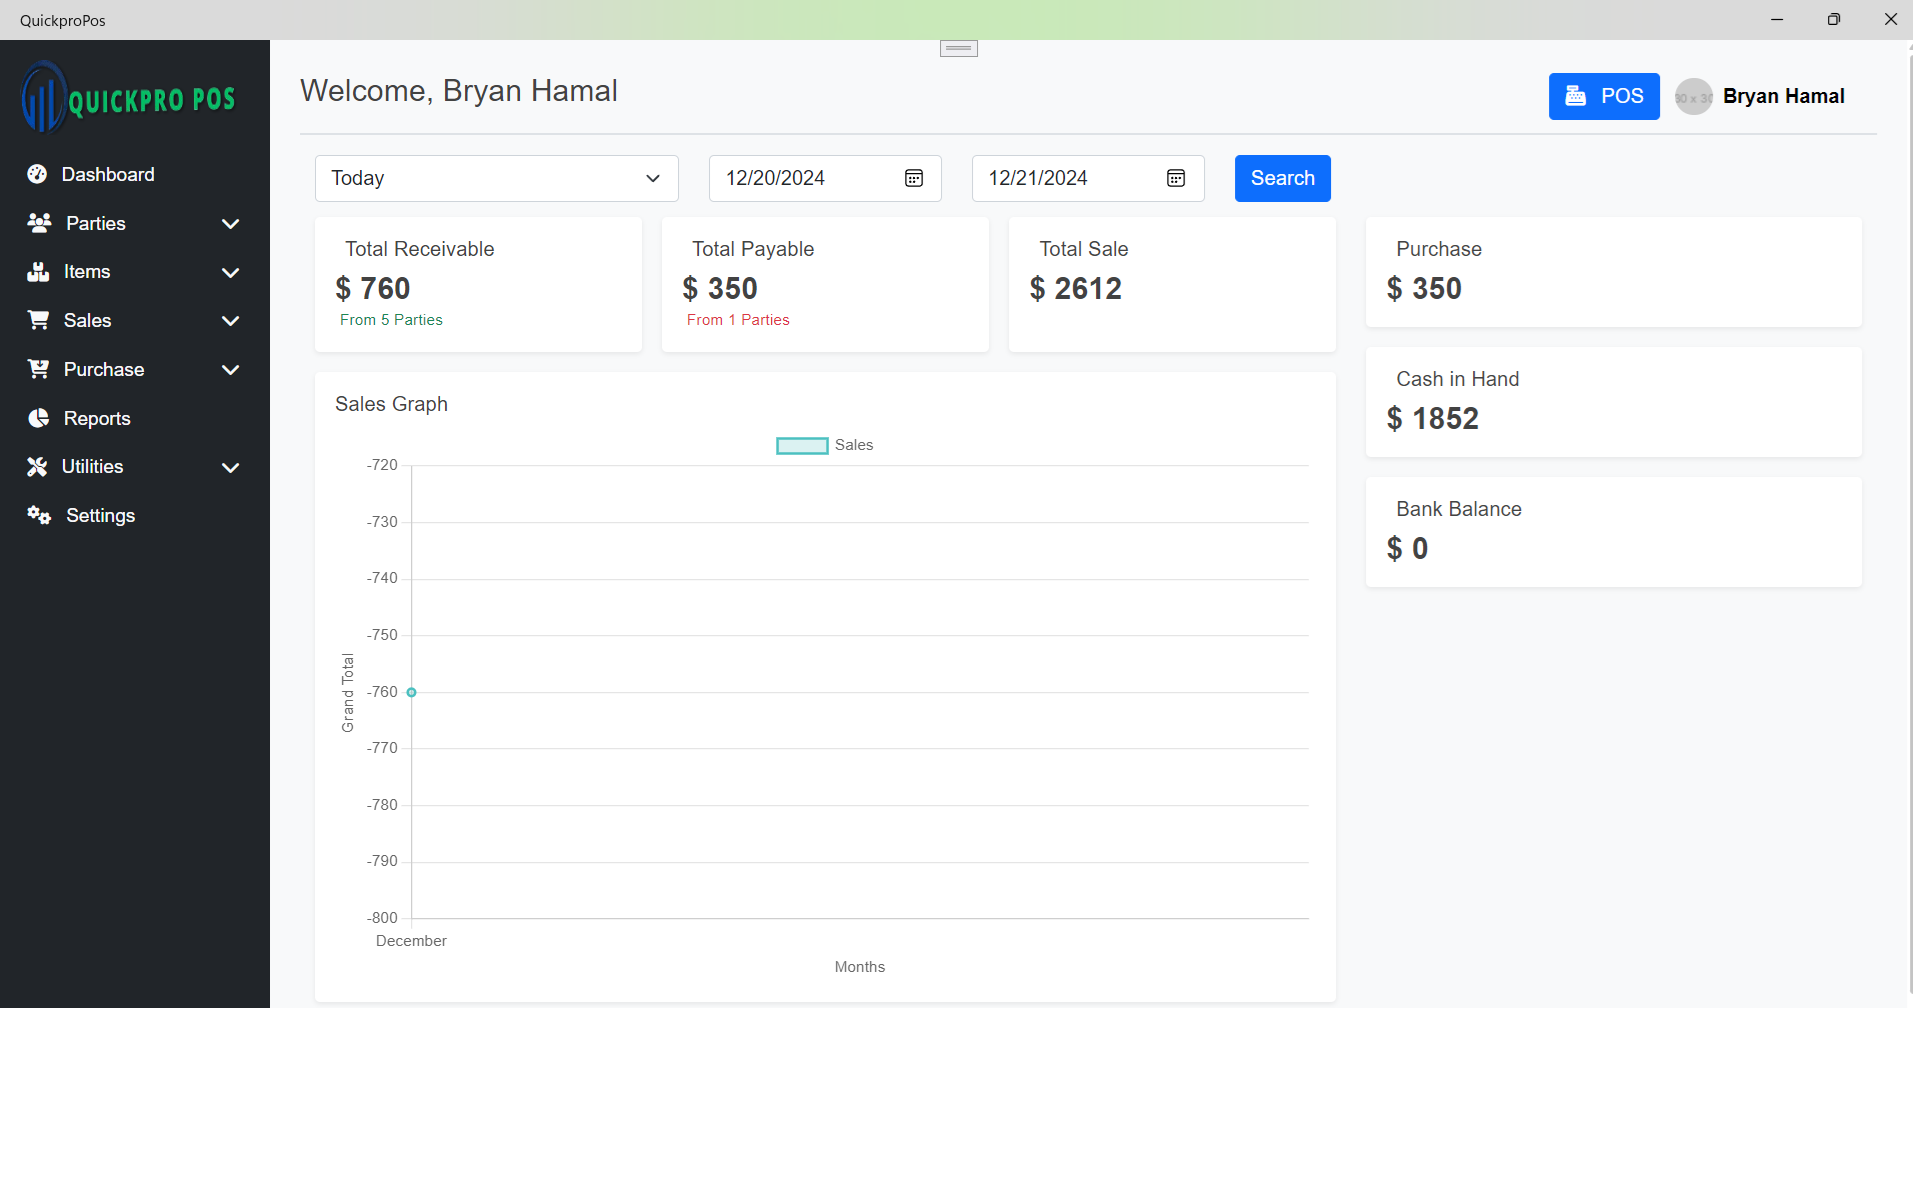 QuickproPos
QUICKPRO POS
Welcome, Bryan Hamal
POS
30 x 30
Bryan Hamal
Dashboard
Parties
Items
Sales
Purchase
Reports
Utilities
Settings
Today
12/20/2024
12/21/2024
Search
Total Receivable
$ 760
From 5 Parties
Total Payable
$ 350
From 1 Parties
Total Sale
$ 2612
Purchase
$ 350
Cash in Hand
$ 1852
Bank Balance
$ 0
Sales Graph
Sales
-720
-730
-740
-750
-760
-770
-780
-790
-800
Grand Total
December
Months